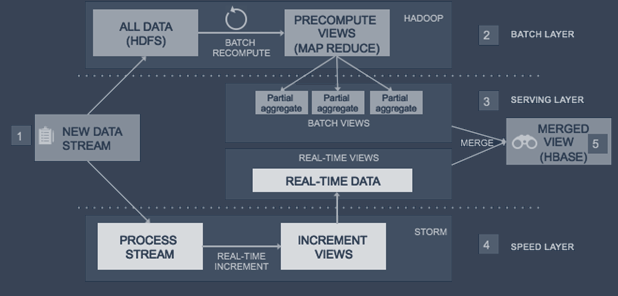 ALL DATA
(HDFS)
BATCH
RECOMPUTE
PRECOMPUTE
VIEWS
(MAP REDUCE)
HADOOP
2
BATCH LAYER
Partial
aggregate
Partial
aggregate
Partial
aggregate
BATCH VIEWS
3
SERVING LAYER
1
NEW DATA
STREAM
MERGE
MERGED
VIEW
(HBASE)
5
REAL-TIME VIEWS
REAL-TIME DATA
PROCESS
STREAM
REAL-TIME
INCREMENT
INCREMENT
VIEWS
STORM
4
SPEED LAYER